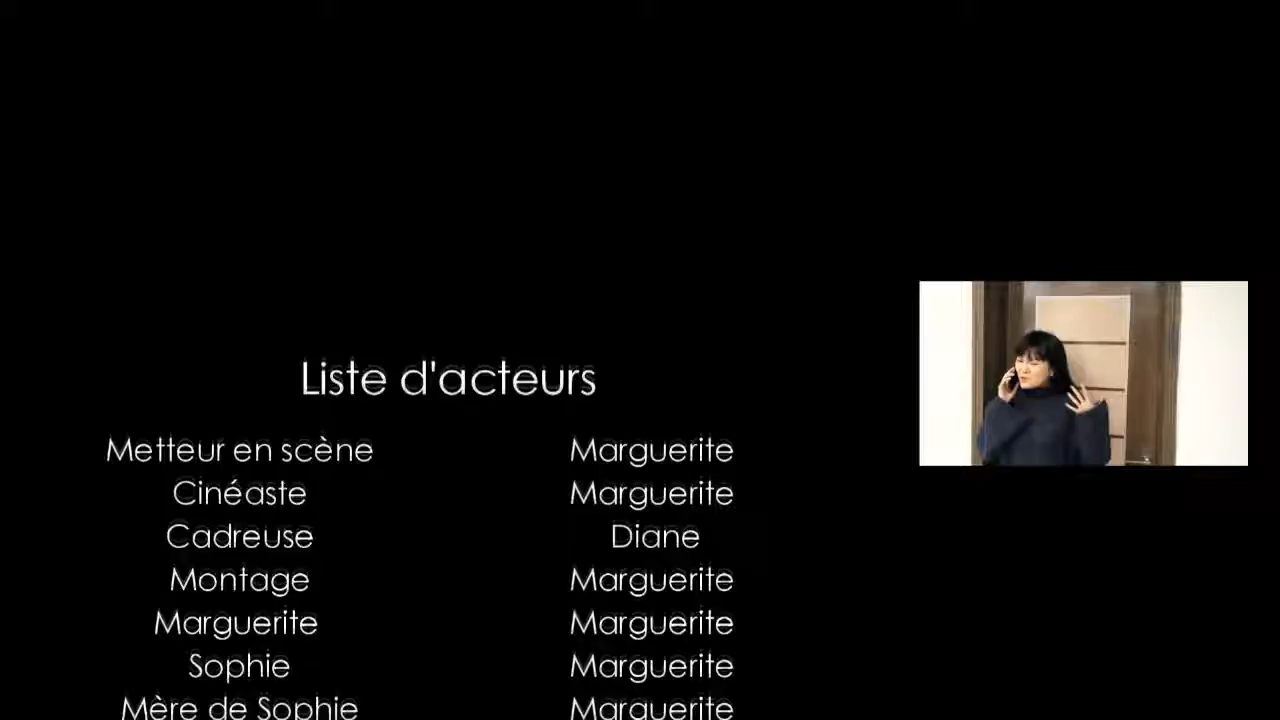 Liste d'acteurs
Metteur en scène Marguerite
Cinéaste Marguerite
Cadreuse Diane
Montage Marguerite
Marguerite Marguerite
Sophie Marguerite
Mère de Sophie Marguerite